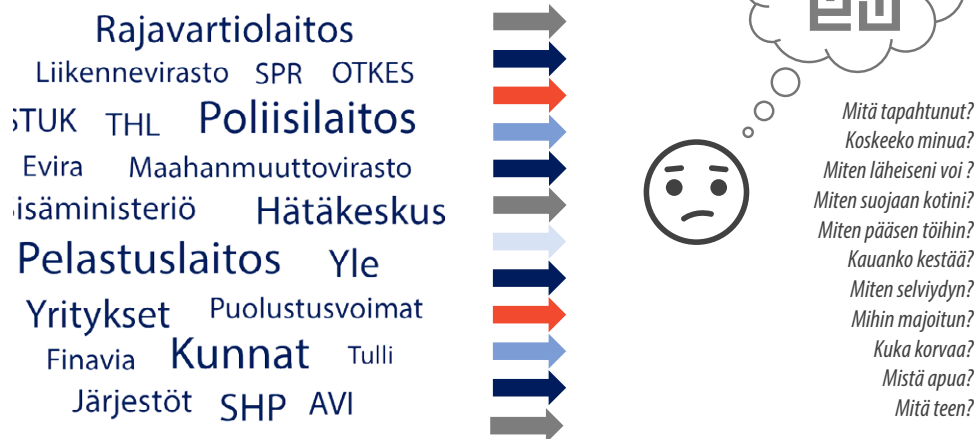 Rajavartiolaitos
Liikennevirasto SPR OTKES
STUK THL Poliisilaitos
Evira Maahanmuuttovirasto
isäministeriö Hätäkeskus
Pelastuslaitos Yle
Yritykset Puolustusvoimat
Finavia Kunnat Tulli
Järjestöt SHP AVI
Mitä tapahtunut?
Koskeeko minua?
Miten läheiseni voi ?
Miten suojaan kotini?
Miten pääsen töihin?
Kauanko kestää?
Miten selviydyn?
Mihin majoitun?
Kuka korvaa?
Mistä apua?
Mitä teen?